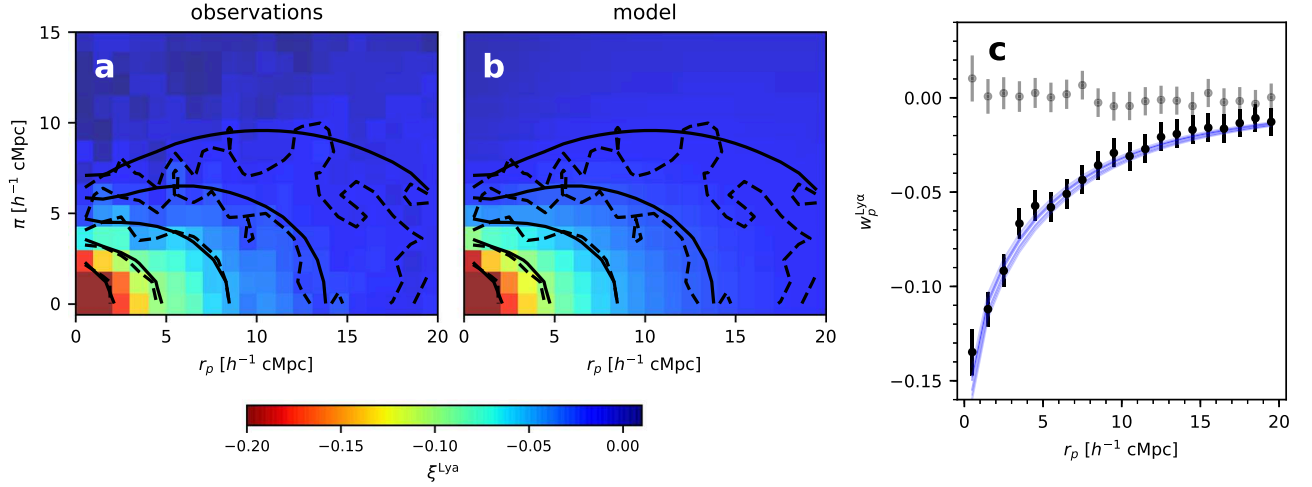 observations
model
a
b
c
15
10
5
0
π [h⁻¹ cMpc]
0 5 10 15 20
r_p [h⁻¹ cMpc]
0 5 10 15 20
r_p [h⁻¹ cMpc]
−0.20 −0.15 −0.10 −0.05 0.00
ξ^Lya
0.00
−0.05
−0.10
−0.15
w_p^Lyα
0 5 10 15 20
r_p [h⁻¹ cMpc]